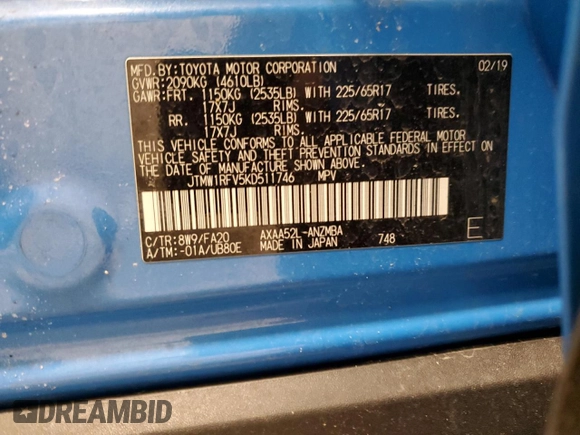 MFD.BY:TOYOTA MOTOR CORPORATION 02/19
GVWR:2090KG (4610LB)
GAWR:FRT. 1150KG (2535LB) WITH 225/65R17 TIRES.
17X7J RIMS.
RR. 1150KG (2535LB) WITH 225/65R17 TIRES.
17X7J RIMS.
THIS VEHICLE CONFORMS TO ALL APPLICABLE FEDERAL MOTOR
VEHICLE SAFETY AND THEFT PREVENTION STANDARDS IN EFFECT ON
THE DATE OF MANUFACTURE SHOWN ABOVE.
JTMW1RFV5KD511746 MPV
C/TR:8W9/FA20 AXAA52L-ANZMBA E
A/TM:-01A/UB80E MADE IN JAPAN 748
DREAMBID